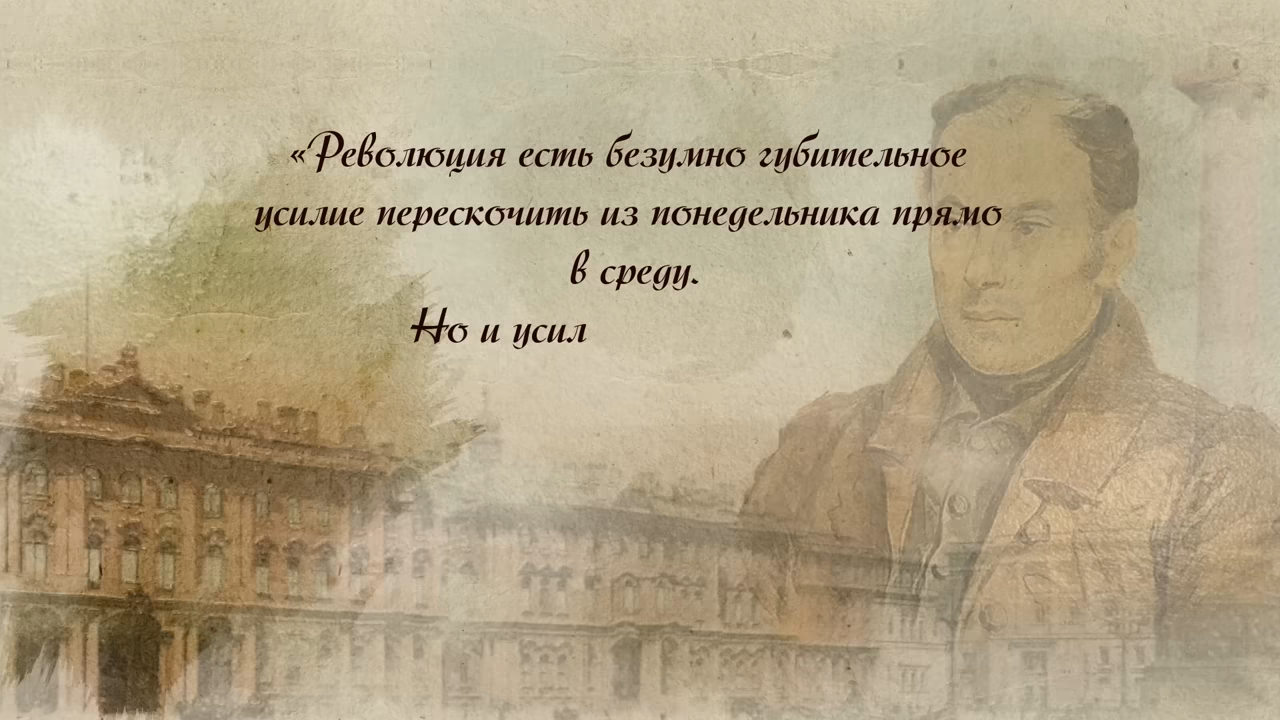 «Революция есть безумно губительное
усилие перескочить из понедельника прямо
в среду.
Но и усил